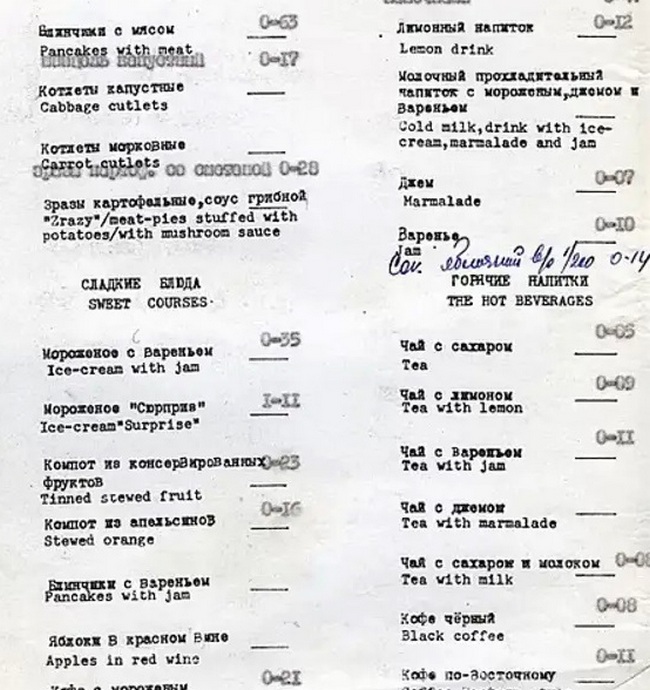 Блинчики с мясом 0-63
Pancakes with meat
0-17
Котлеты капустные
Cabbage cutlets
Котлеты морковные
Carrot cutlets
со сметаной 0-28
Зразы картофельные,соус грибной
"Zrazy"/meat-pies stuffed with
potatoes/with mushroom sauce
СЛАДКИЕ БЛЮДА
SWEET COURSES
0-35
Мороженое с вареньем
Ice-cream with jam
Мороженое "Сюрприз" 1-11
Ice-cream"Surprise"
Компот из консервированных 0-23
фруктов
Tinned stewed fruit
0-16
Компот из апельсинов
Stewed orange
Блинчики с вареньем
Pancakes with jam
Яблоки в красном вине
Apples in red wine
0-21
Кофе с мороженым
Лимонный напиток 0-12
Lemon drink
Молочный прохладительный
напиток с мороженым,джемом и
вареньем
Cold milk,drink with ice-
cream,marmalade and jam
Джем 0-07
Marmalade
0-10
Варенье
Jam
Сок яблочный 0-14
ГОРЯЧИЕ НАПИТКИ
THE HOT BEVERAGES
0-05
Чай с сахаром
Tea
0-09
Чай с лимоном
Tea with lemon
0-11
Чай с вареньем
Tea with jam
Чай с джемом
Tea with marmalade
Чай с сахаром и молоком
Tea with milk
0-08
Кофе чёрный
Black coffee
0-11
Кофе по-восточному